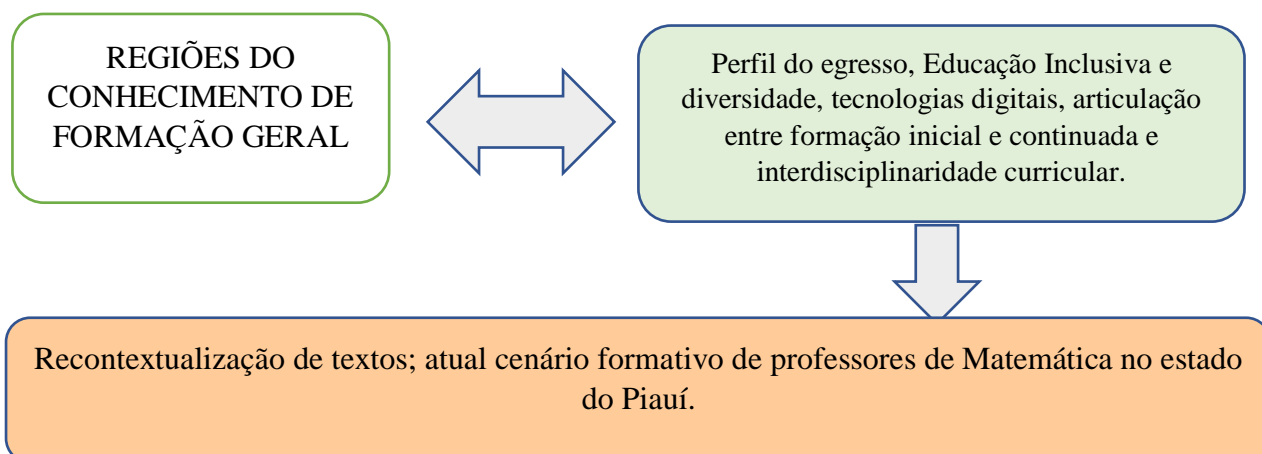 REGIÕES DO
CONHECIMENTO DE
FORMAÇÃO GERAL
Perfil do egresso, Educação Inclusiva e
diversidade, tecnologias digitais, articulação
entre formação inicial e continuada e
interdisciplinaridade curricular.
Recontextualização de textos; atual cenário formativo de professores de Matemática no estado
do Piauí.